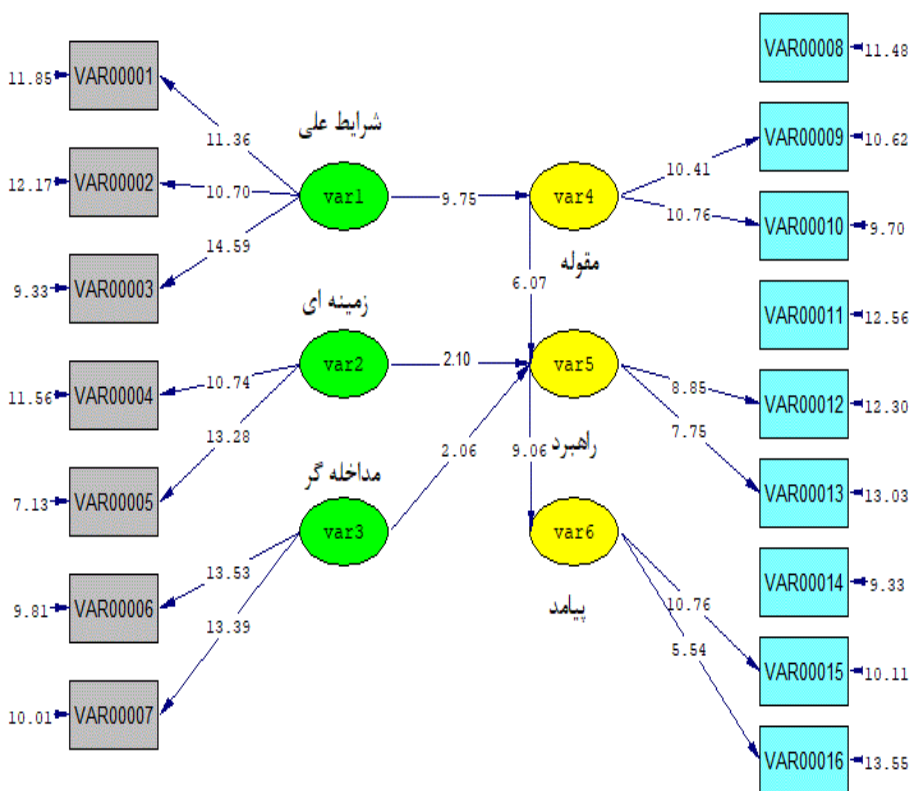 11.85
VAR00001
12.17
VAR00002
9.33
VAR00003
11.56
VAR00004
7.13
VAR00005
9.81
VAR00006
10.01
VAR00007
11.36
10.70
14.59
10.74
13.28
13.53
13.39
شرایط علی
var1
زمینه ای
var2
مداخله گر
var3
9.75
2.10
2.06
var4
مقوله
6.07
var5
راهبرد
9.06
var6
پیامد
10.41
10.76
8.85
7.75
10.76
5.54
VAR00008
11.48
VAR00009
10.62
VAR00010
9.70
VAR00011
12.56
VAR00012
12.30
VAR00013
13.03
VAR00014
9.33
VAR00015
10.11
VAR00016
13.55